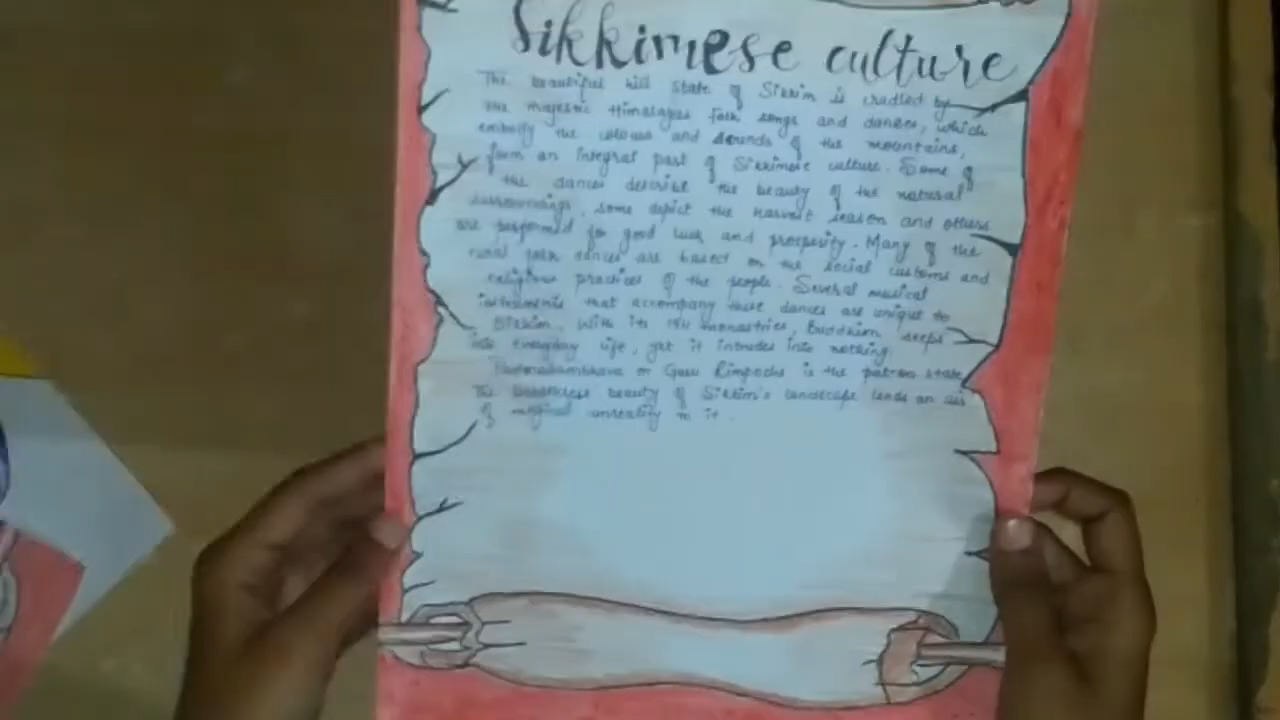 Sikkimese culture
The beautiful hill state of Sikkim is cradled by
the majestic Himalayas folk songs and dances, which
embody the colours and sounds of the mountains,
form an integral part of Sikkimese culture. Some of
the dances describe the beauty of the natural
surroundings, some depict the harvest season and others
are performed for good luck and prosperity. Many of the
rural folk dances are based on the social customs and
religious practices of the people. Several musical
instruments that accompany these dances are unique to
Sikkim. With its monasteries, Buddhism seeps
into everyday life, yet it intrudes into nothing.
Padmasambhava or Guru Rimpoche is the patron
The beauty of Sikkim's landscape lends an air
of magical unreality to it.